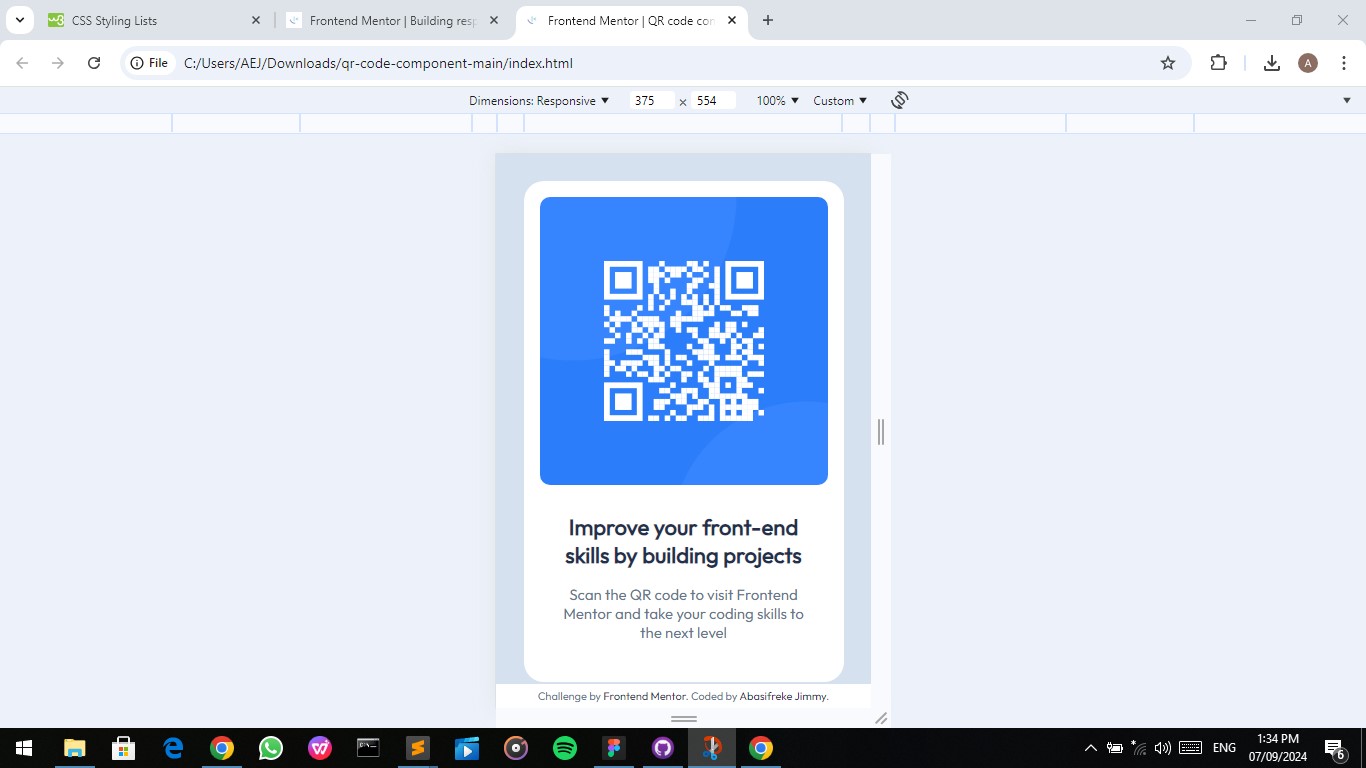 CSS Styling Lists
Frontend Mentor | Building resp
Frontend Mentor | QR code con
File
C:/Users/AEJ/Downloads/qr-code-component-main/index.html
A
Dimensions: Responsive
375
×
554
100%
Custom
Improve your front-end
skills by building projects
Scan the QR code to visit Frontend
Mentor and take your coding skills to
the next level
Challenge by Frontend Mentor. Coded by Abasifreke Jimmy.
ENG
1:34 PM
07/09/2024
6